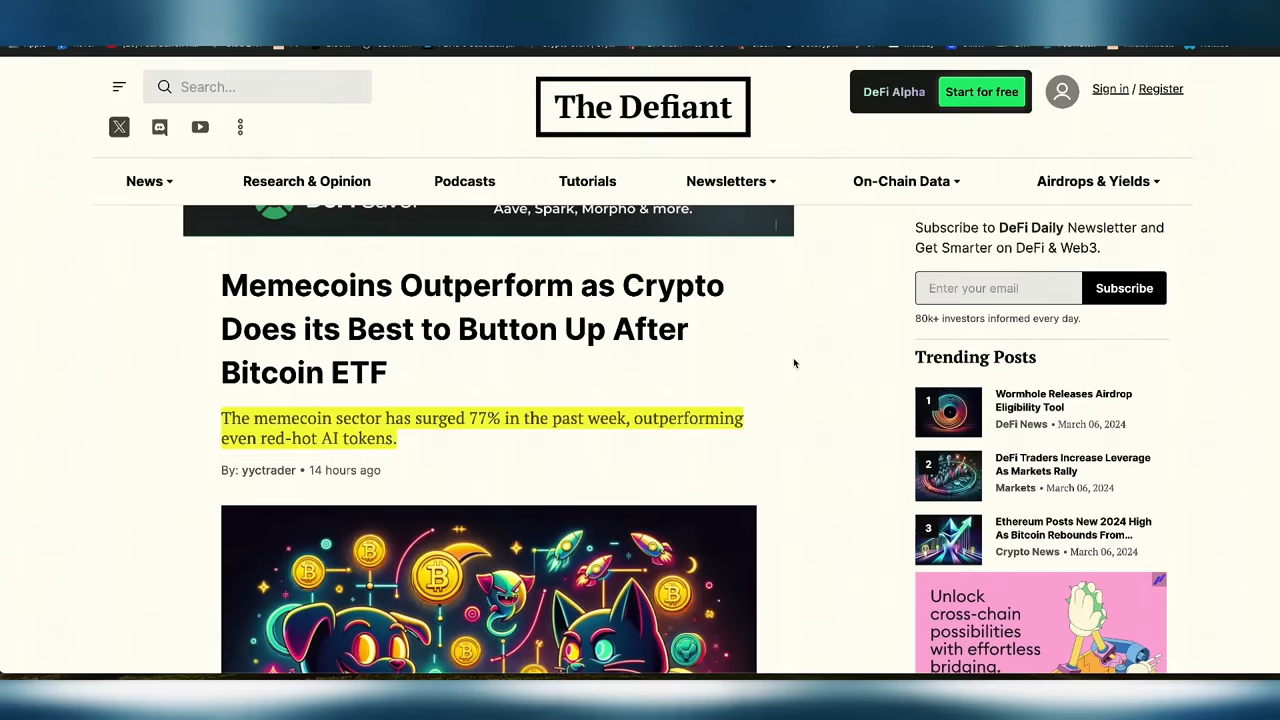 Search...
The Defiant
DeFi Alpha
Start for free
Sign in / Register
News
Research & Opinion
Podcasts
Tutorials
Newsletters
On-Chain Data
Airdrops & Yields
Aave, Spark, Morpho & more.
Memecoins Outperform as Crypto
Does its Best to Button Up After
Bitcoin ETF
The memecoin sector has surged 77% in the past week, outperforming
even red-hot AI tokens.
By: yyctrader • 14 hours ago
Subscribe to DeFi Daily Newsletter and
Get Smarter on DeFi & Web3.
Enter your email
Subscribe
80k+ investors informed every day.
Trending Posts
1
Wormhole Releases Airdrop
Eligibility Tool
DeFi News • March 06, 2024
2
DeFi Traders Increase Leverage
As Markets Rally
Markets • March 06, 2024
3
Ethereum Posts New 2024 High
As Bitcoin Rebounds From...
Crypto News • March 06, 2024
Unlock
cross-chain
possibilities
with effortless
bridging.